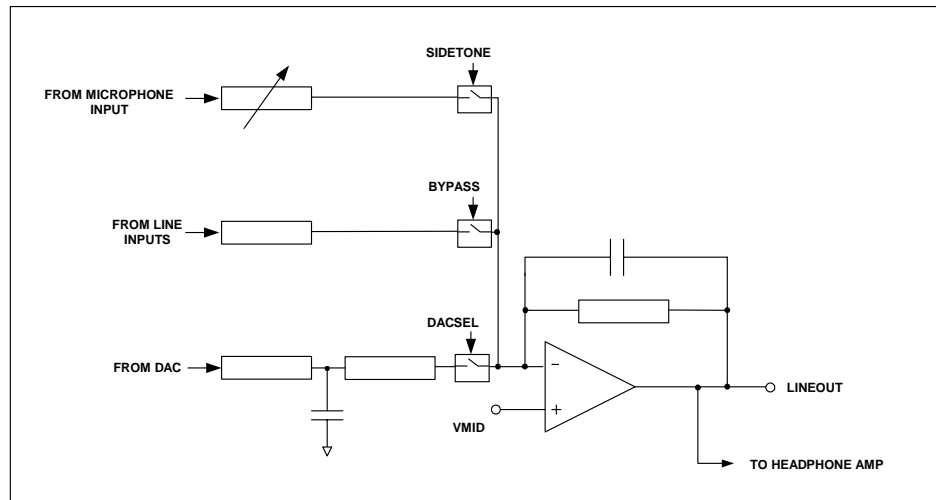 SIDETONE
FROM MICROPHONE
INPUT
BYPASS
FROM LINE
INPUTS
DACSEL
FROM DAC
−
+
VMID
LINEOUT
TO HEADPHONE AMP